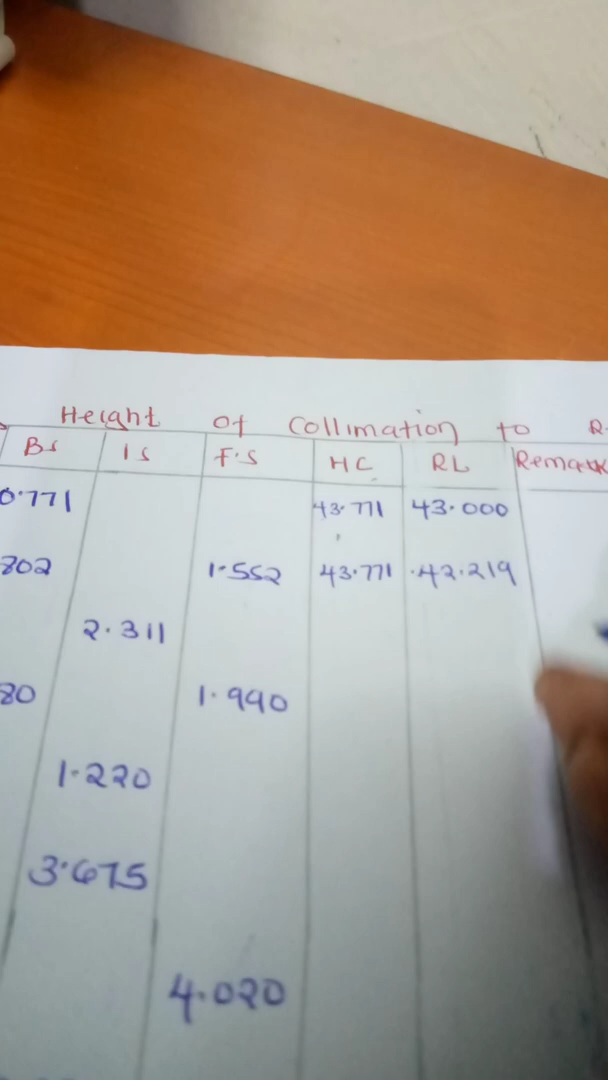 Height of Collimation to R
BS IS F.S HC RL Remark
0.771 43.771 43.000
802 1.552 43.771 42.219
2.311
80 1.990
1.220
3.675
4.020